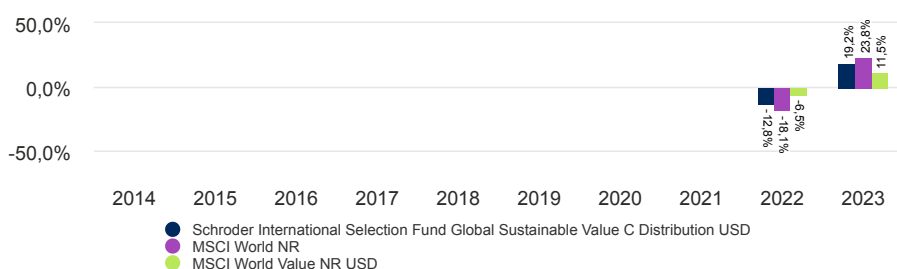 50,0%
0,0%
-50,0%
-12,8%
-18,1%
-6,5%
19,2%
23,8%
11,5%
2014 2015 2016 2017 2018 2019 2020 2021 2022 2023
Schroder International Selection Fund Global Sustainable Value C Distribution USD
MSCI World NR
MSCI World Value NR USD